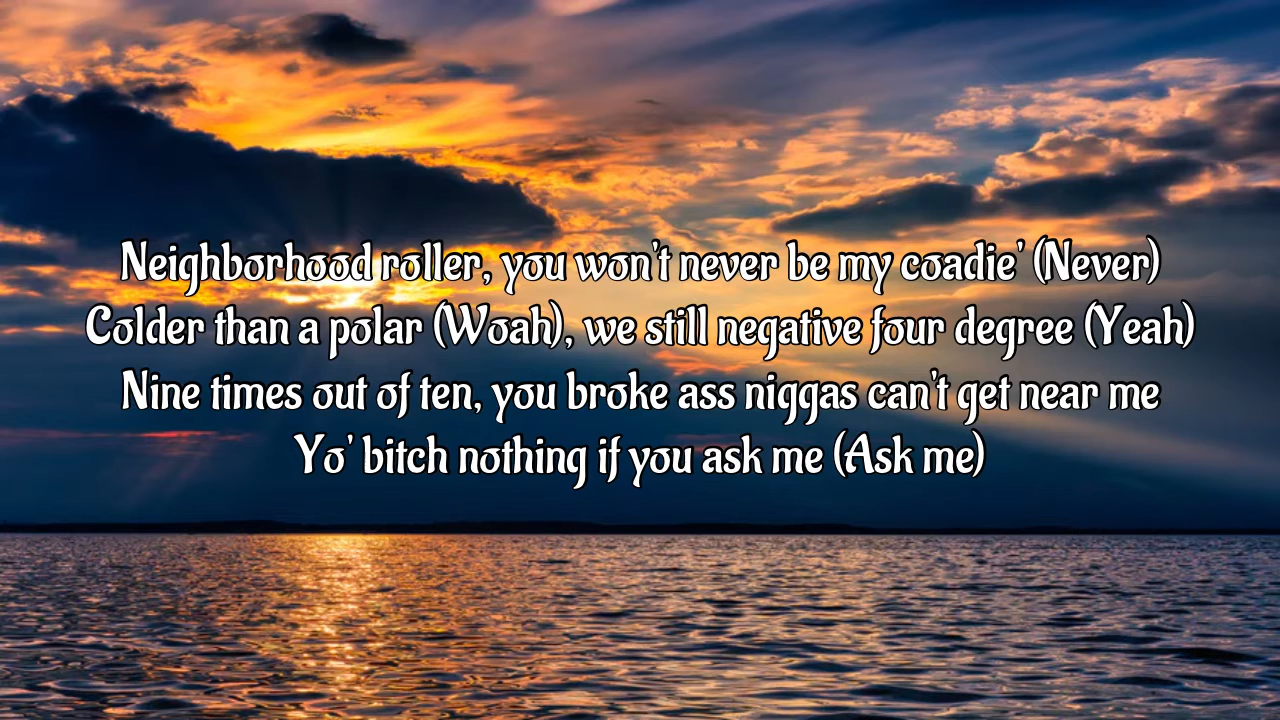 Neighborhood roller, you won't never be my coadie' (Never)
Colder than a polar (Woah), we still negative four degree (Yeah)
Nine times out of ten, you broke ass niggas can't get near me
Yo' bitch nothing if you ask me (Ask me)